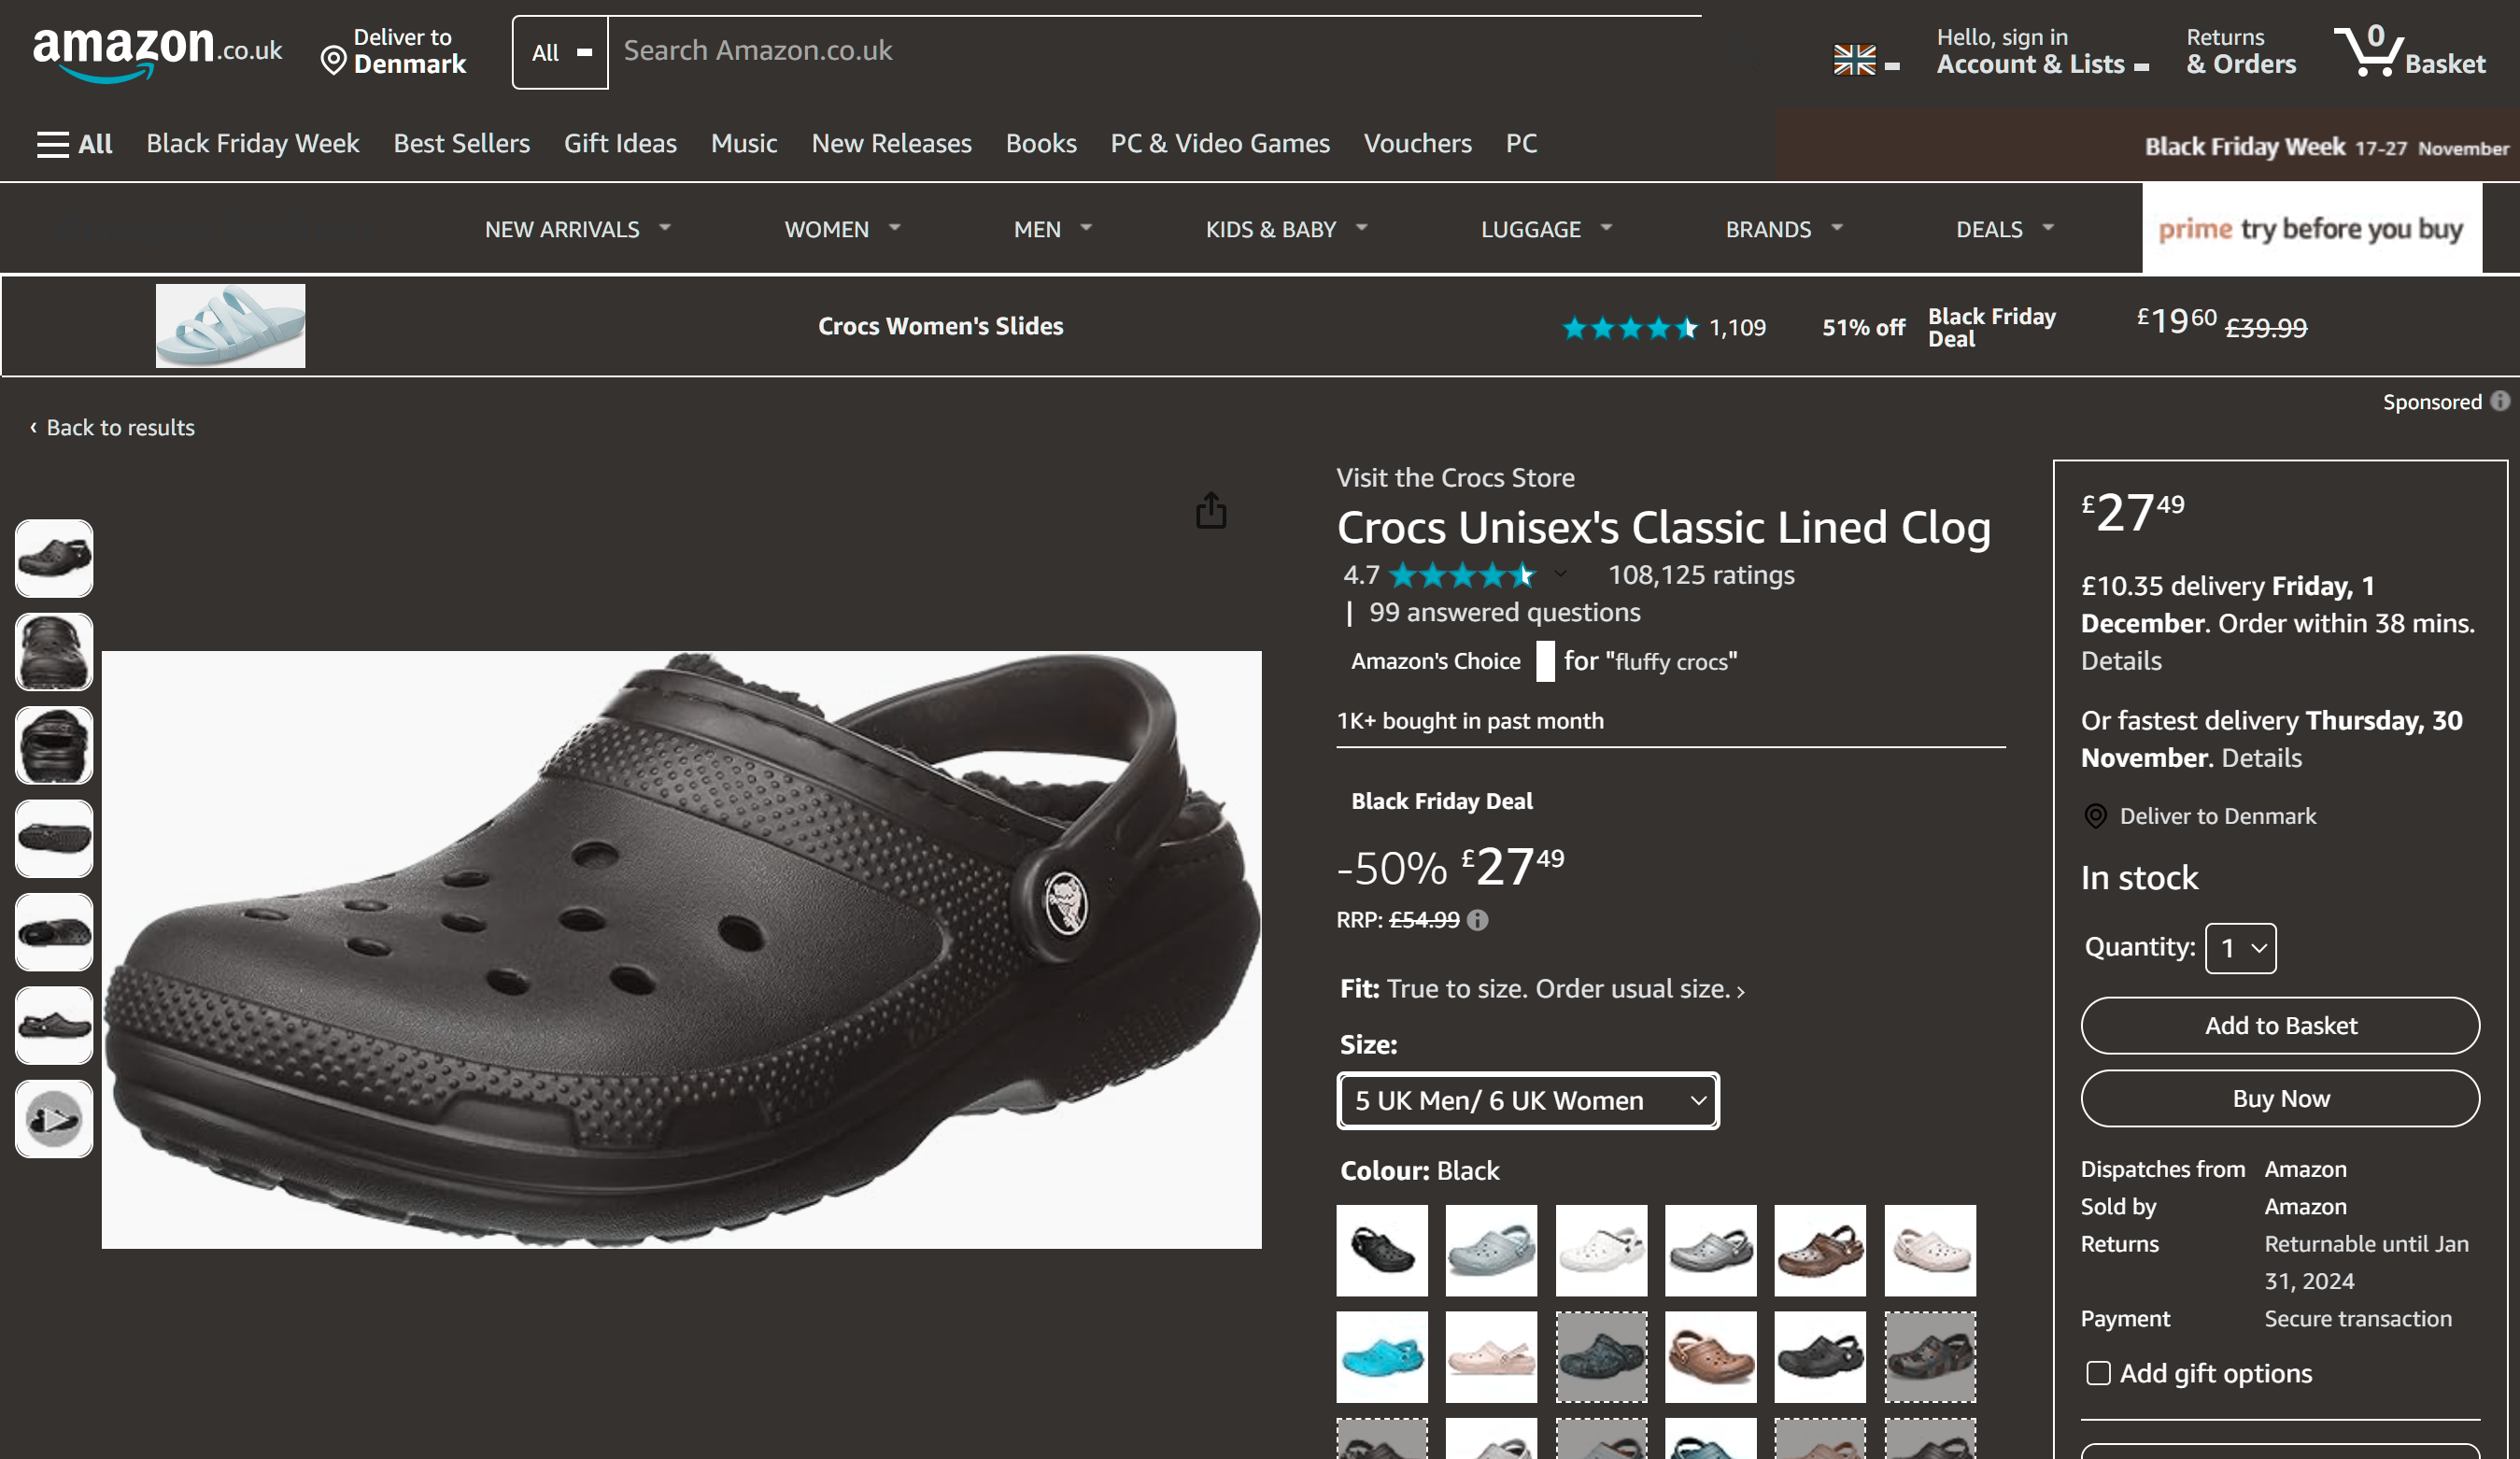 amazon.co.uk
Deliver to
Denmark
All
Search Amazon.co.uk
Hello, sign in
Account & Lists
Returns
& Orders
0
Basket
All
Black Friday Week
Best Sellers
Gift Ideas
Music
New Releases
Books
PC & Video Games
Vouchers
PC
Black Friday Week 17-27 November
NEW ARRIVALS
WOMEN
MEN
KIDS & BABY
LUGGAGE
BRANDS
DEALS
prime try before you buy
Crocs Women's Slides
1,109
51% off
Black Friday
Deal
£1960 £39.99
Sponsored
‹ Back to results
Visit the Crocs Store
Crocs Unisex's Classic Lined Clog
4.7
108,125 ratings
| 99 answered questions
Amazon's Choice for "fluffy crocs"
1K+ bought in past month
Black Friday Deal
-50% £2749
RRP: £54.99
Fit: True to size. Order usual size. ›
Size:
5 UK Men/ 6 UK Women
Colour: Black
£2749
£10.35 delivery Friday, 1
December. Order within 38 mins.
Details
Or fastest delivery Thursday, 30
November. Details
Deliver to Denmark
In stock
Quantity: 1
Add to Basket
Buy Now
Dispatches from Amazon
Sold by Amazon
Returns Returnable until Jan
31, 2024
Payment Secure transaction
Add gift options